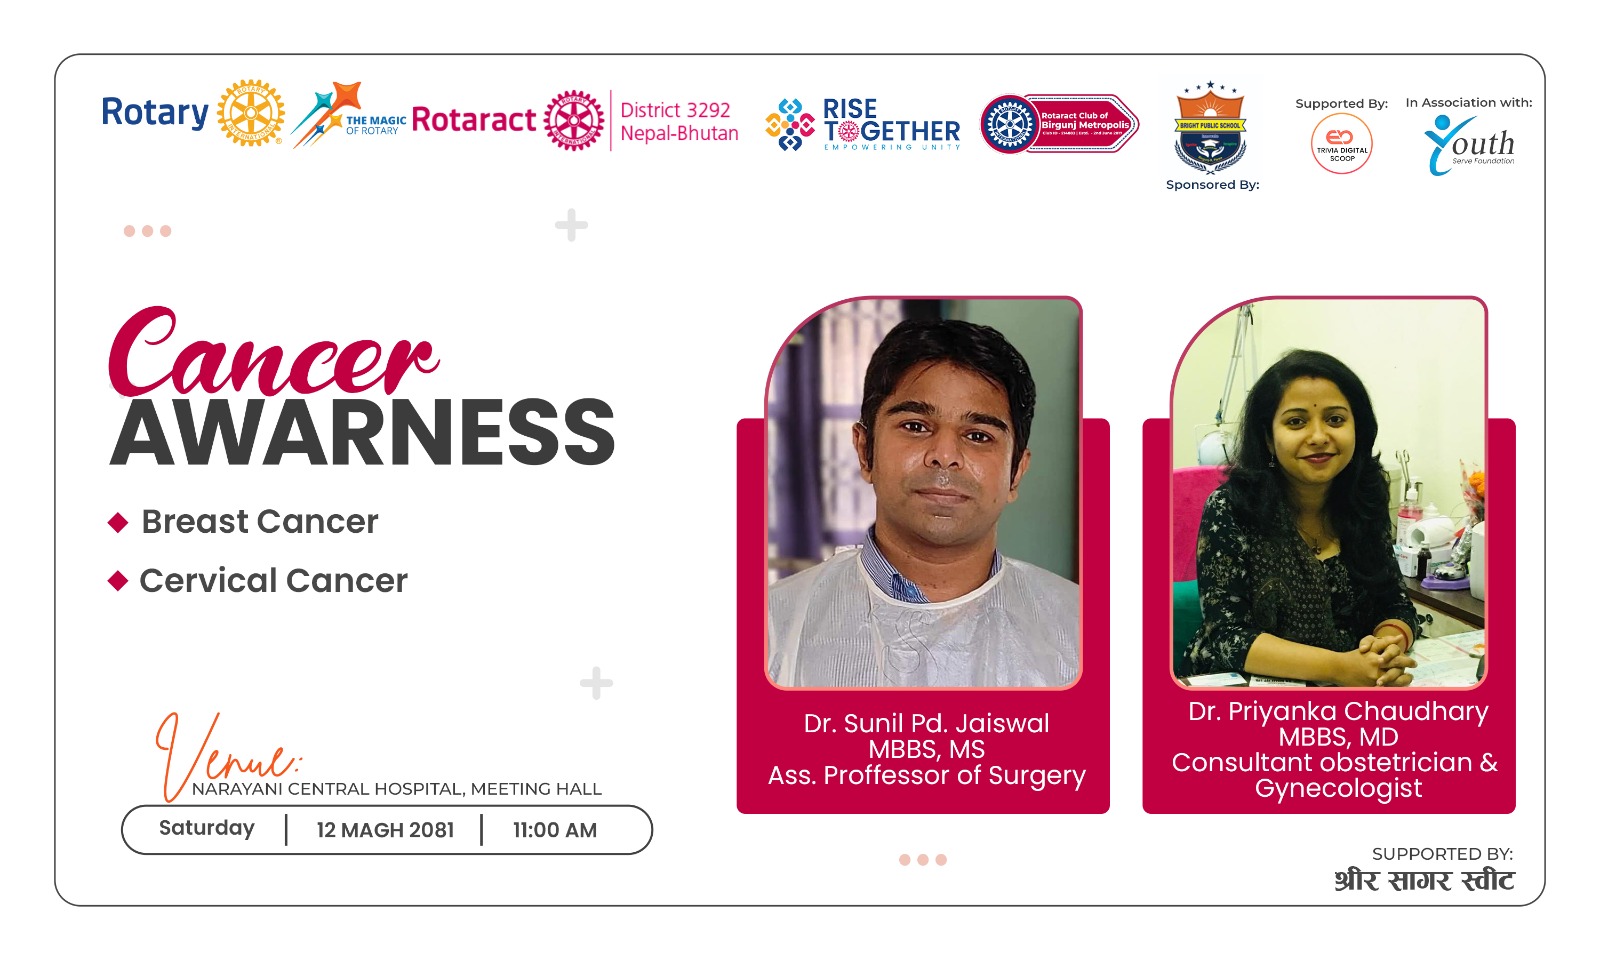 Rotary
THE MAGIC
OF ROTARY
Rotaract
District 3292
Nepal-Bhutan
RISE
TOGETHER
EMPOWERING UNITY
Rotaract Club of
Birgunj Metropolis
BRIGHT PUBLIC SCHOOL
Sponsored By:
Supported By:
TRIVIA DIGITAL
SCOOP
In Association with:
Youth
Serve Foundation
Cancer
AWARNESS
Breast Cancer
Cervical Cancer
Venue:
NARAYANI CENTRAL HOSPITAL, MEETING HALL
Saturday | 12 MAGH 2081 | 11:00 AM
Dr. Sunil Pd. Jaiswal
MBBS, MS
Ass. Proffessor of Surgery
Dr. Priyanka Chaudhary
MBBS, MD
Consultant obstetrician &
Gynecologist
SUPPORTED BY:
श्रीर सागर स्वीट